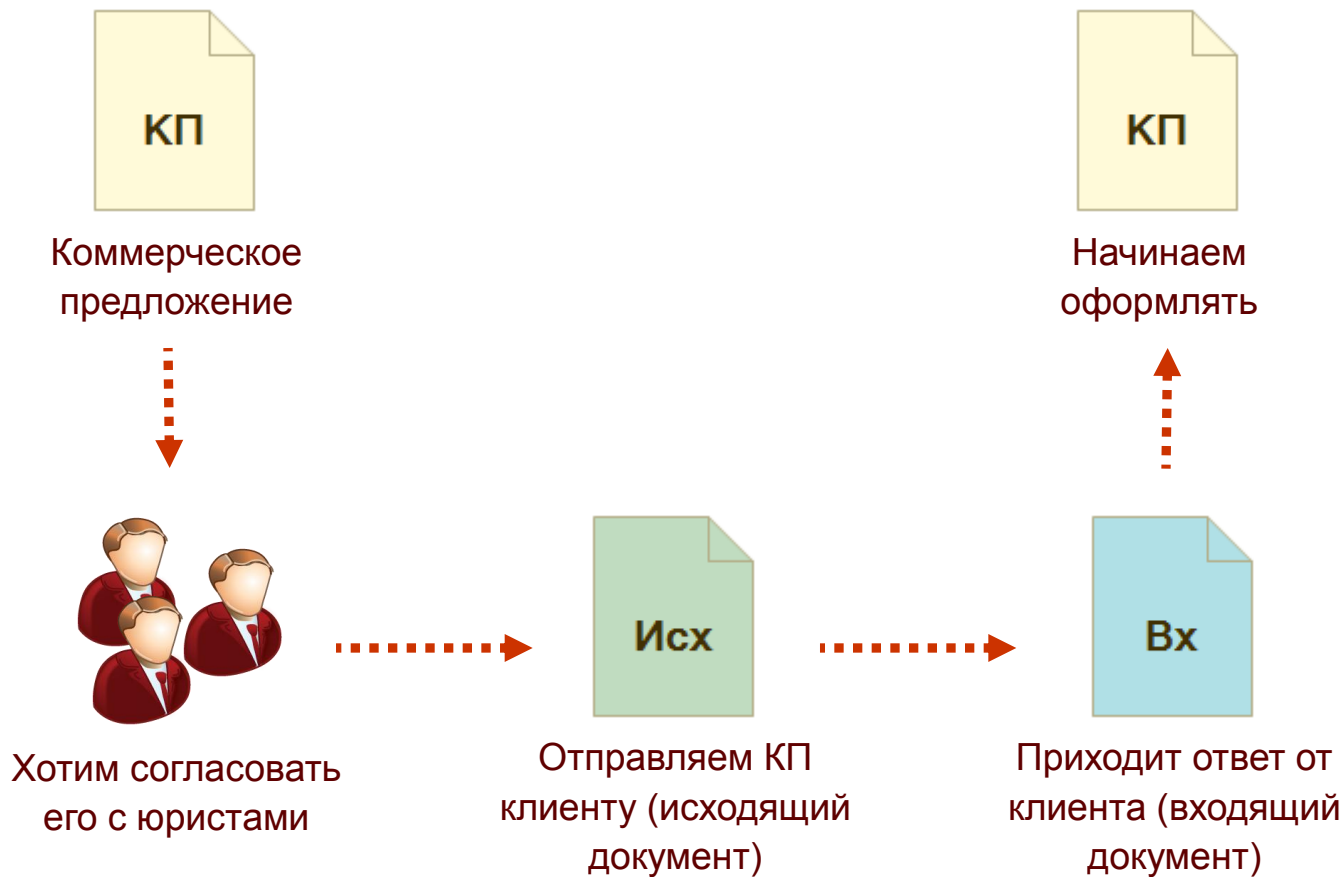 КП
Коммерческое
предложение
Хотим согласовать
его с юристами
Исх
Отправляем КП
клиенту (исходящий
документ)
Вх
Приходит ответ от
клиента (входящий
документ)
КП
Начинаем
оформлять